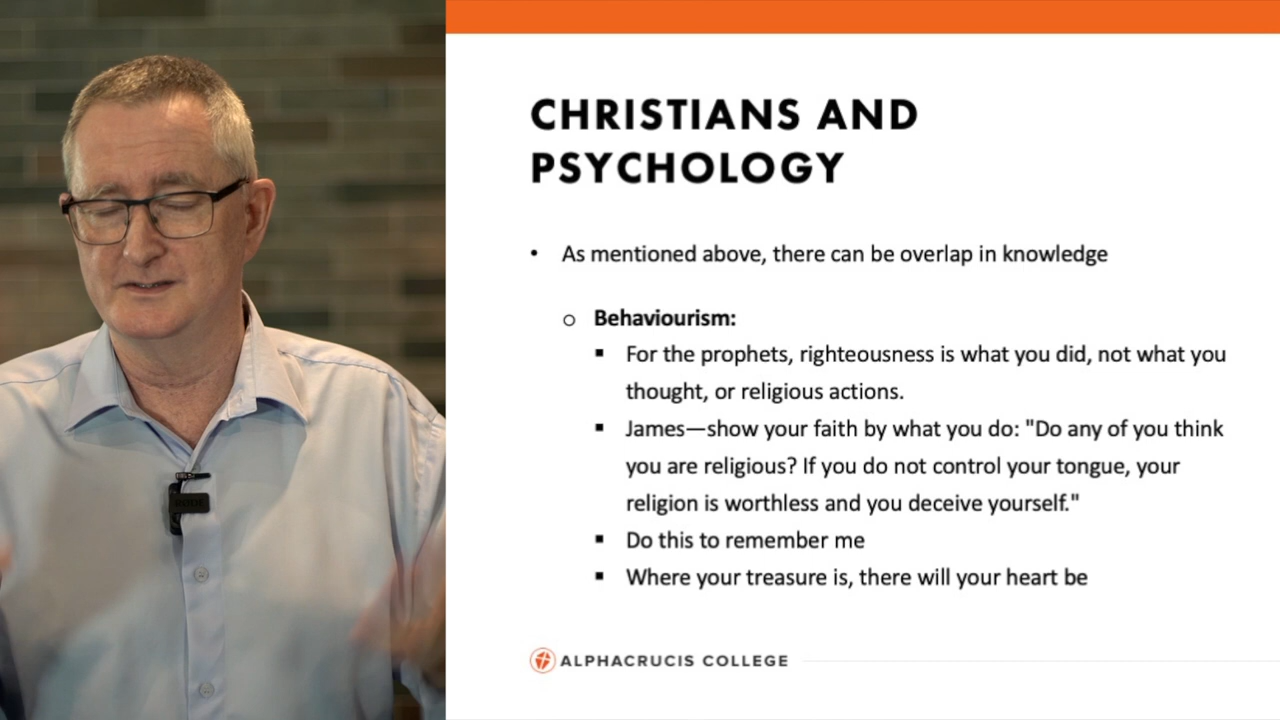 CHRISTIANS AND
PSYCHOLOGY
• As mentioned above, there can be overlap in knowledge
o Behaviourism:
▪ For the prophets, righteousness is what you did, not what you
thought, or religious actions.
▪ James—show your faith by what you do: "Do any of you think
you are religious? If you do not control your tongue, your
religion is worthless and you deceive yourself."
▪ Do this to remember me
▪ Where your treasure is, there will your heart be
ALPHACRUCIS COLLEGE